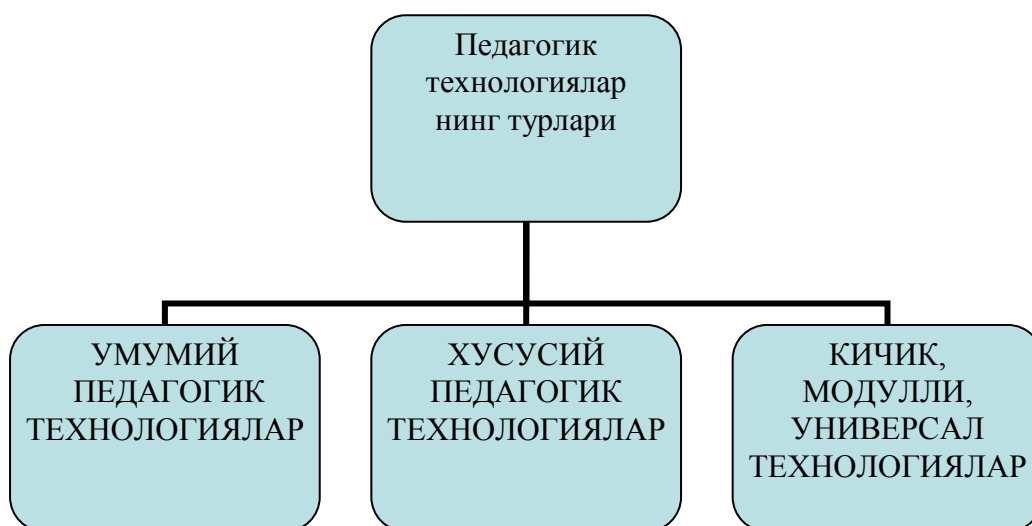 Педагогик
технологиялар
нинг турлари
УМУМИЙ
ПЕДАГОГИК
ТЕХНОЛОГИЯЛАР
ХУСУСИЙ
ПЕДАГОГИК
ТЕХНОЛОГИЯЛАР
КИЧИК,
МОДУЛЛИ,
УНИВЕРСАЛ
ТЕХНОЛОГИЯЛАР